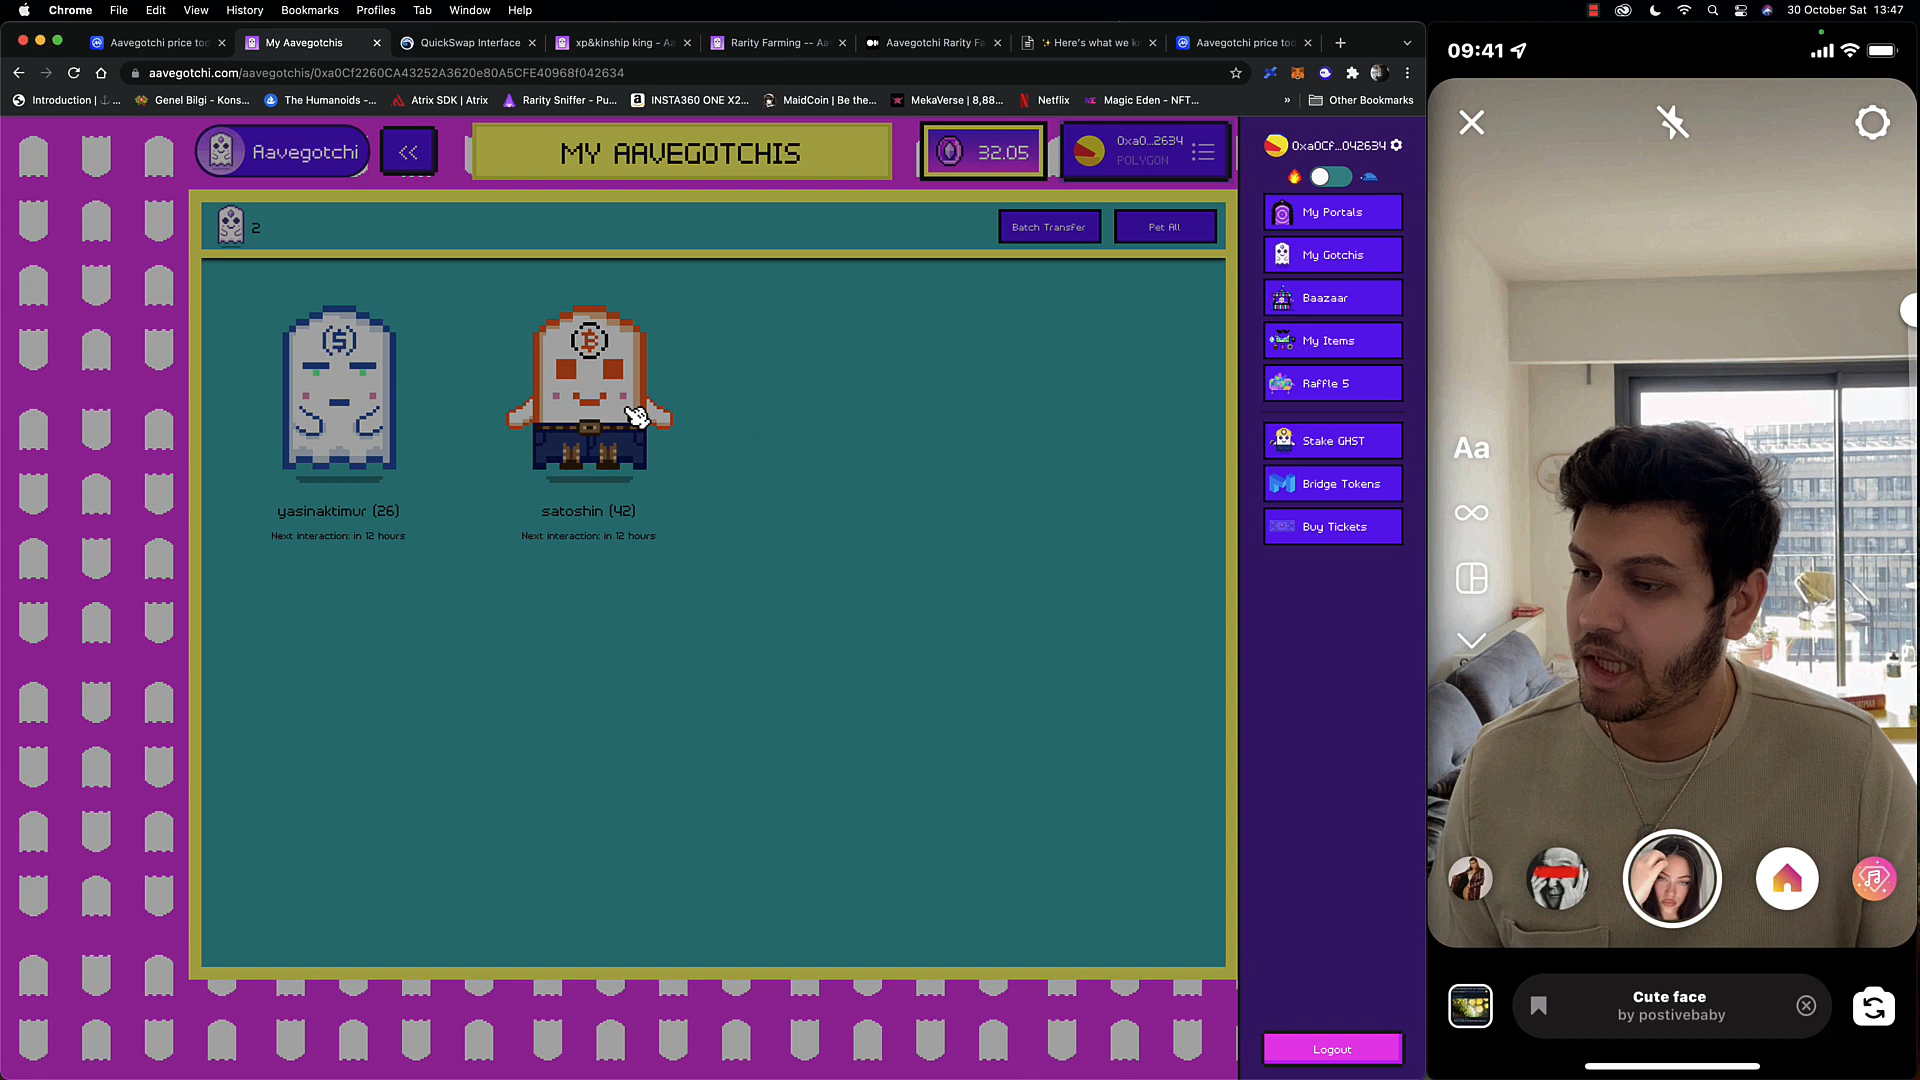 Chrome File Edit View History Bookmarks Profiles Tab Window Help 30 October Sat 13:47
Aavegotchi price tod My Aavegotchis QuickSwap Interface xp&kinship king - Aa Rarity Farming -- Aa Aavegotchi Rarity Fa ✨ Here's what we k Aavegotchi price tod
aavegotchi.com/aavegotchis/0xa0Cf2260CA43252A3620e80A5CFE40968f042634
Introduction | ⚓ ... Genel Bilgi - Kons... The Humanoids -... Atrix SDK | Atrix Rarity Sniffer - Pu... INSTA360 ONE X2... MaidCoin | Be the... MekaVerse | 8,88... Netflix Magic Eden - NFT... » Other Bookmarks
Aavegotchi << MY AAVEGOTCHIS 32.05 0xa0...2634
POLYGON
0xa0Cf...042634
2 Batch Transfer Pet All
yasinaktimur (26)
Next interaction: in 12 hours
satoshin (42)
Next interaction: in 12 hours
My Portals
My Gotchis
Baazaar
My Items
Raffle 5
Stake GHST
Bridge Tokens
Buy Tickets
Logout
09:41
Aa
Cute face
by postivebaby